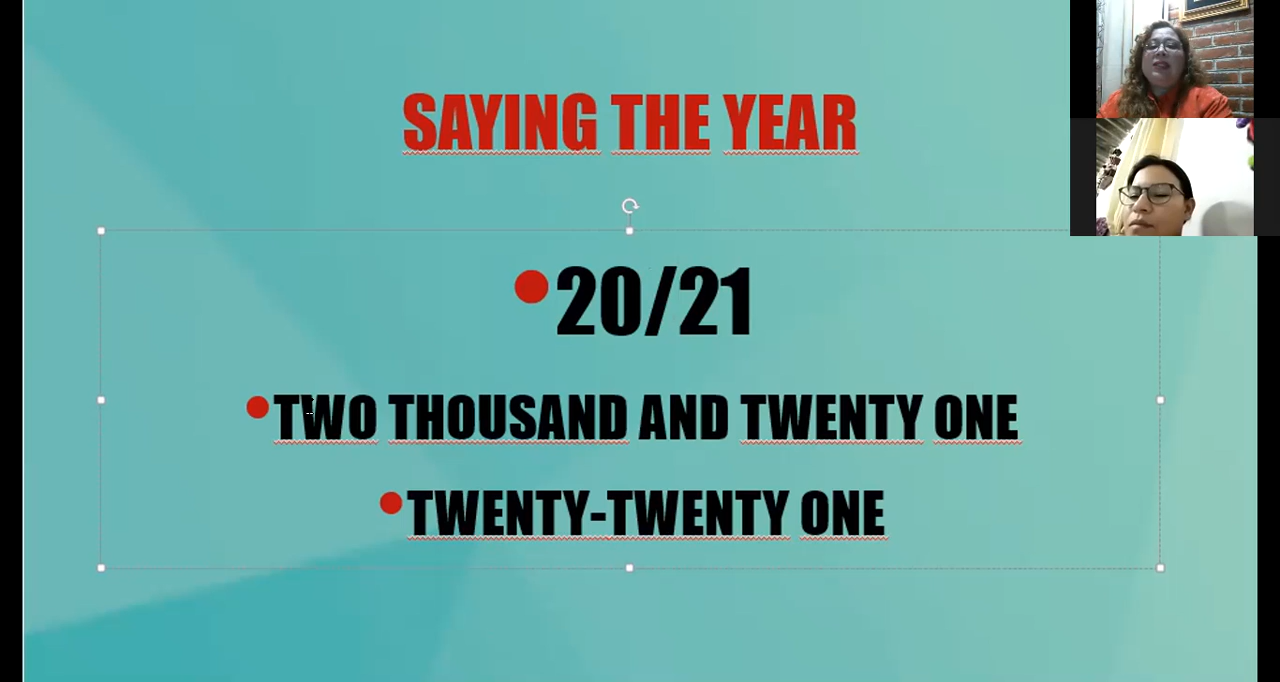 SAYING THE YEAR
20/21
TWO THOUSAND AND TWENTY ONE
TWENTY-TWENTY ONE